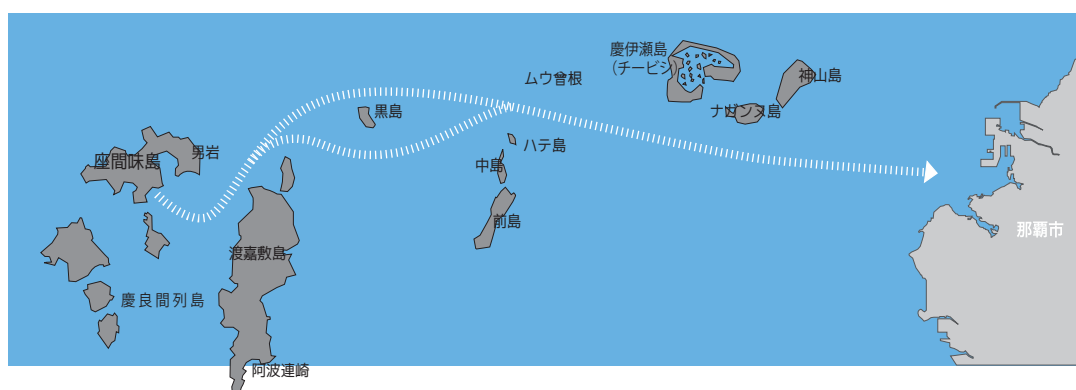 慶伊瀬島
(チービシ)
神山島
ムウ曾根
ナガンヌ島
黒島
ハテ島
男岩
座間味島
中島
前島
那覇市
渡嘉敷島
慶良間列島
阿波連崎